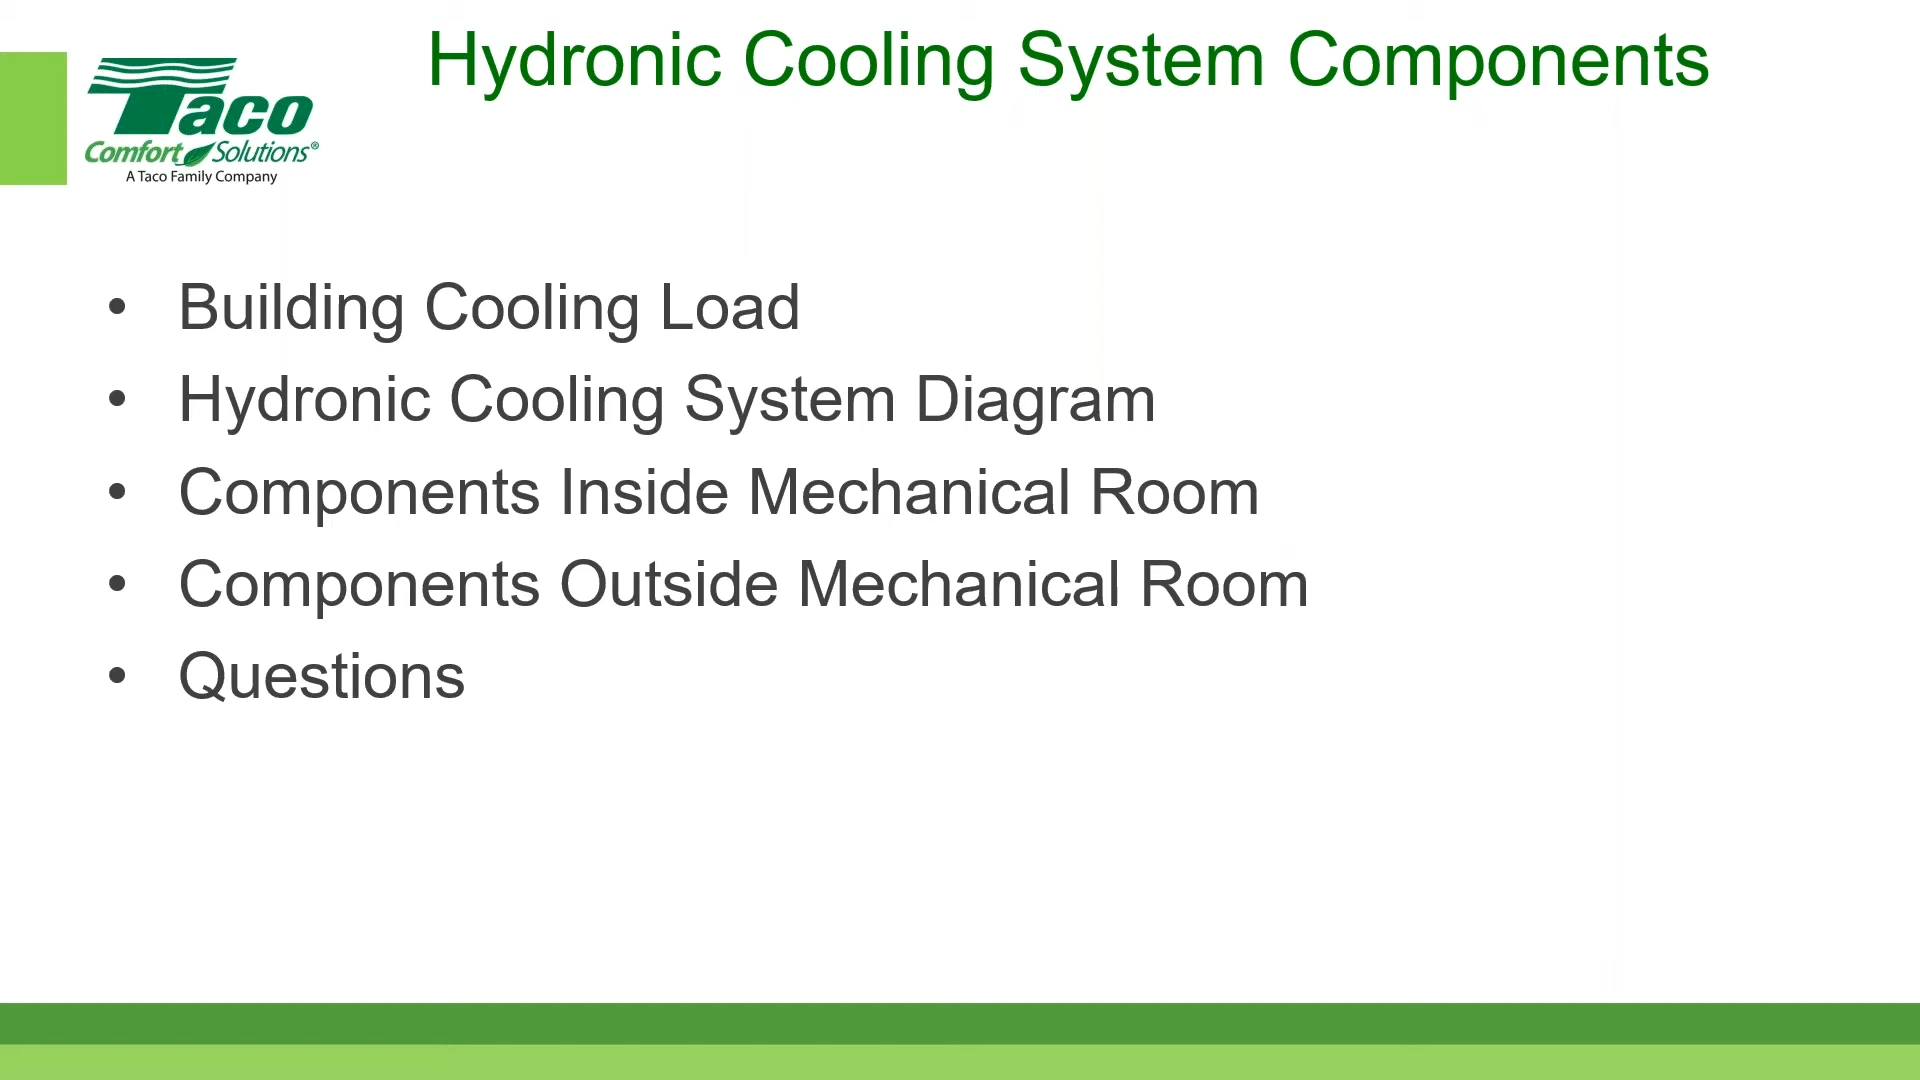 Hydronic Cooling System Components
Taco
Comfort Solutions®
A Taco Family Company
• Building Cooling Load
• Hydronic Cooling System Diagram
• Components Inside Mechanical Room
• Components Outside Mechanical Room
• Questions